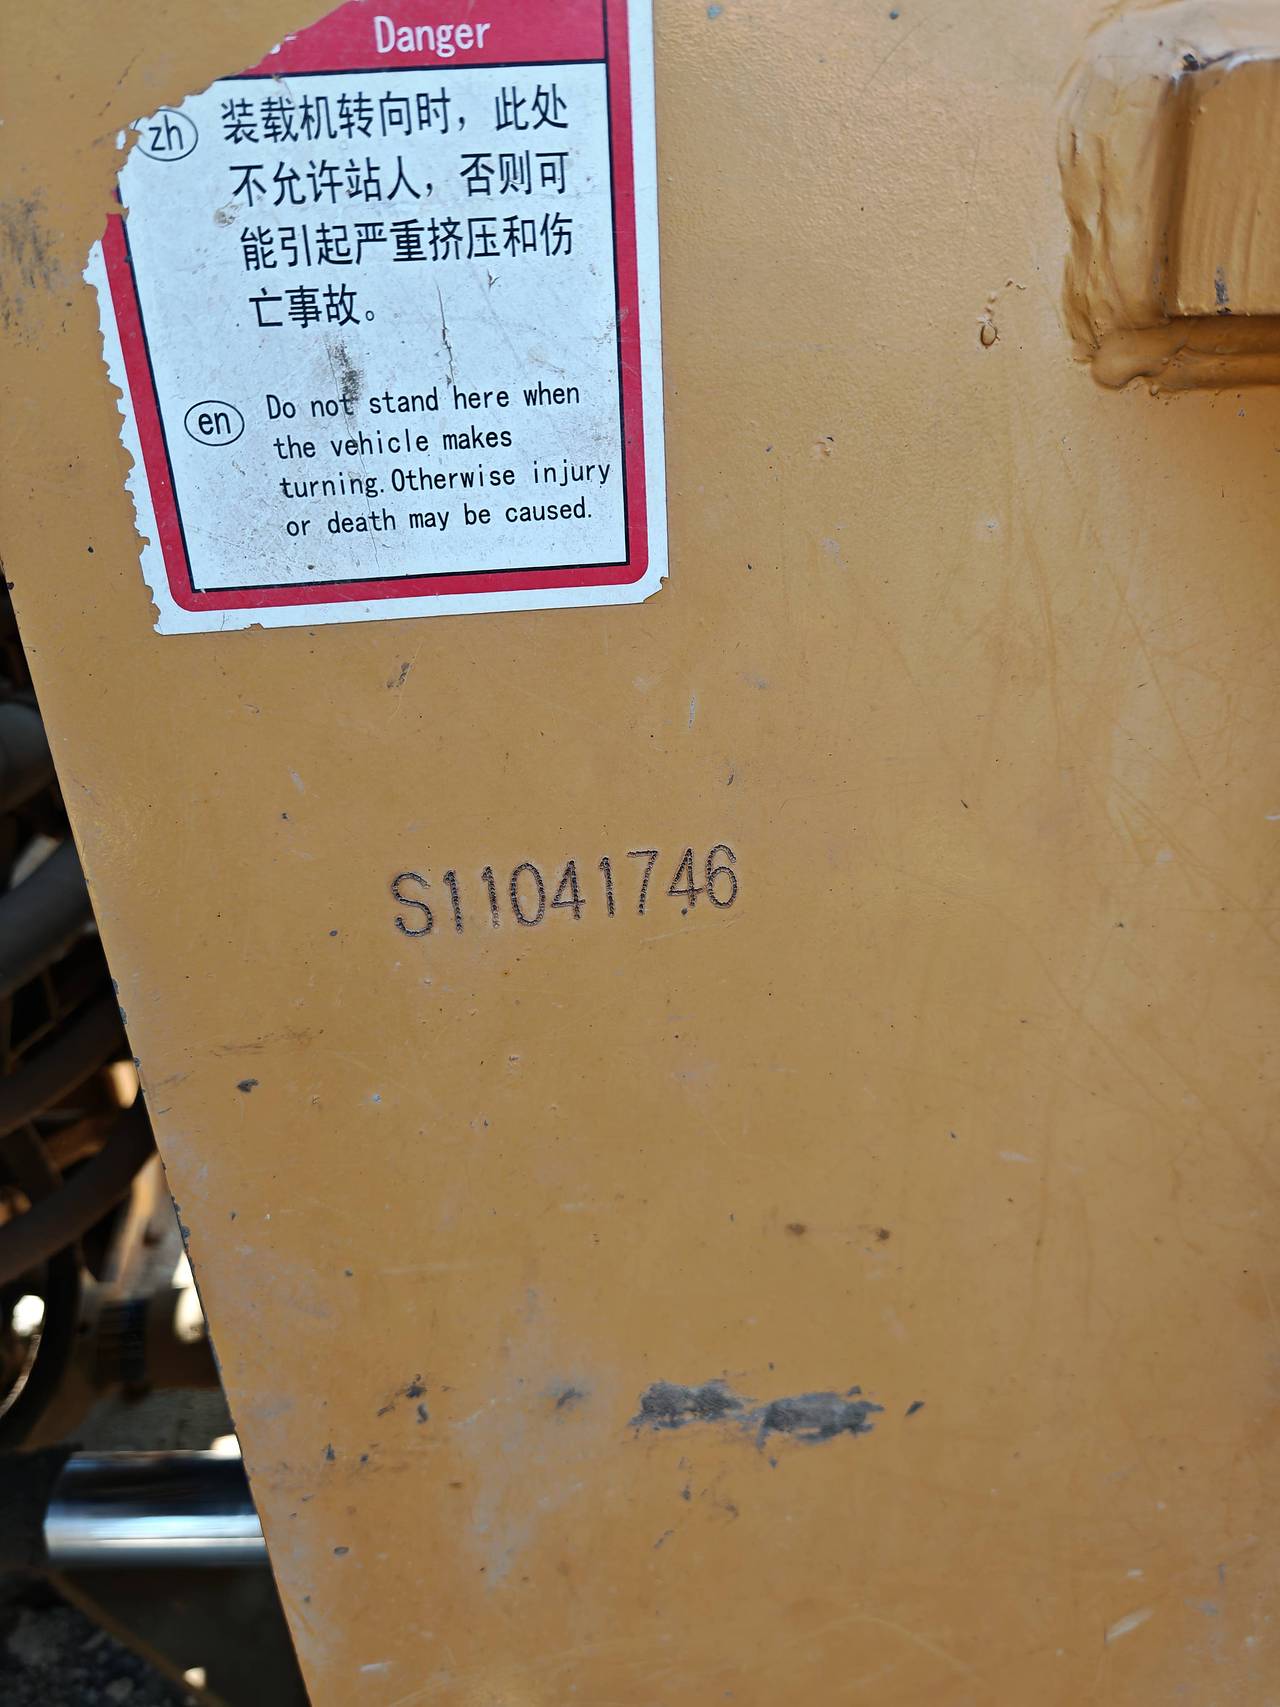 Danger
zh 装载机转向时，此处
不允许站人，否则可
能引起严重挤压和伤
亡事故。
en Do not stand here when
the vehicle makes
turning.Otherwise injury
or death may be caused.
S11041746